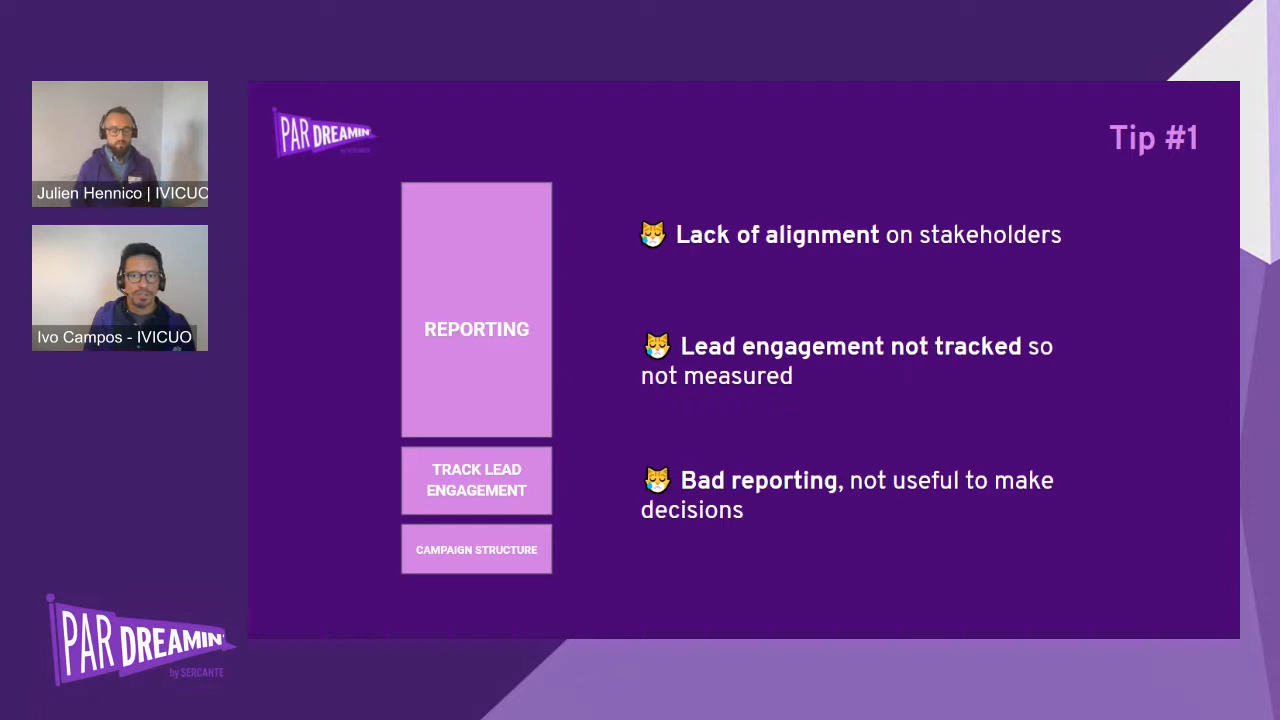 Julien Hennico | IVICUO
Ivo Campos - IVICUO
PAR DREAMIN'
by SERCANTE
PAR DREAMIN'
by SERCANTE
Tip #1
REPORTING
TRACK LEAD
ENGAGEMENT
CAMPAIGN STRUCTURE
Lack of alignment on stakeholders
Lead engagement not tracked so
not measured
Bad reporting, not useful to make
decisions